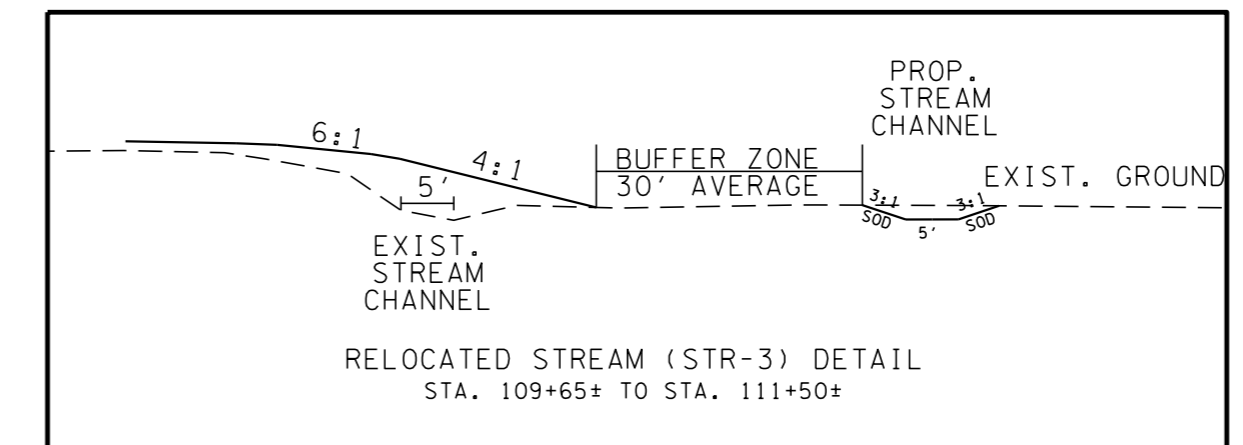 PROP.
STREAM
CHANNEL
6:1
4:1
BUFFER ZONE
30' AVERAGE
EXIST. GROUND
5'
3:1
3:1
SOD
5'
SOD
EXIST.
STREAM
CHANNEL
RELOCATED STREAM (STR-3) DETAIL
STA. 109+65± TO STA. 111+50±